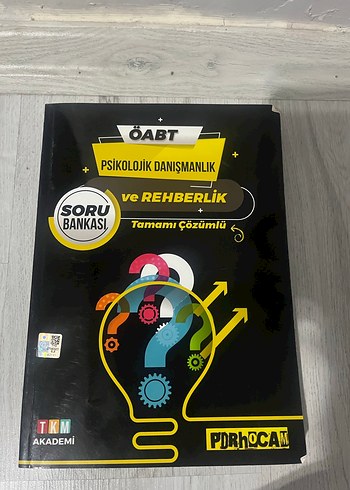 ÖABT
PSİKOLOJİK DANIŞMANLIK
ve REHBERLİK
SORU
BANKASI
Tamamı Çözümlü
TKM
AKADEMİ
PDRHOCAM